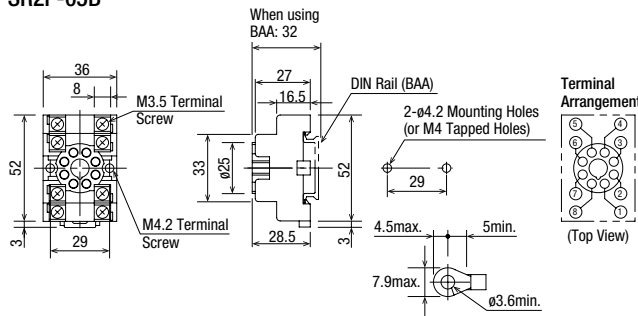 When using
BAA: 32
36
8
M3.5 Terminal
Screw
52
3
29
M4.2 Terminal
Screw
27
16.5
DIN Rail (BAA)
33
ø25
52
28.5
3
2-ø4.2 Mounting Holes
(or M4 Tapped Holes)
29
4.5max.
5min.
7.9max.
ø3.6min.
Terminal
Arrangement
5
4
6
3
7
2
8
1
(Top View)